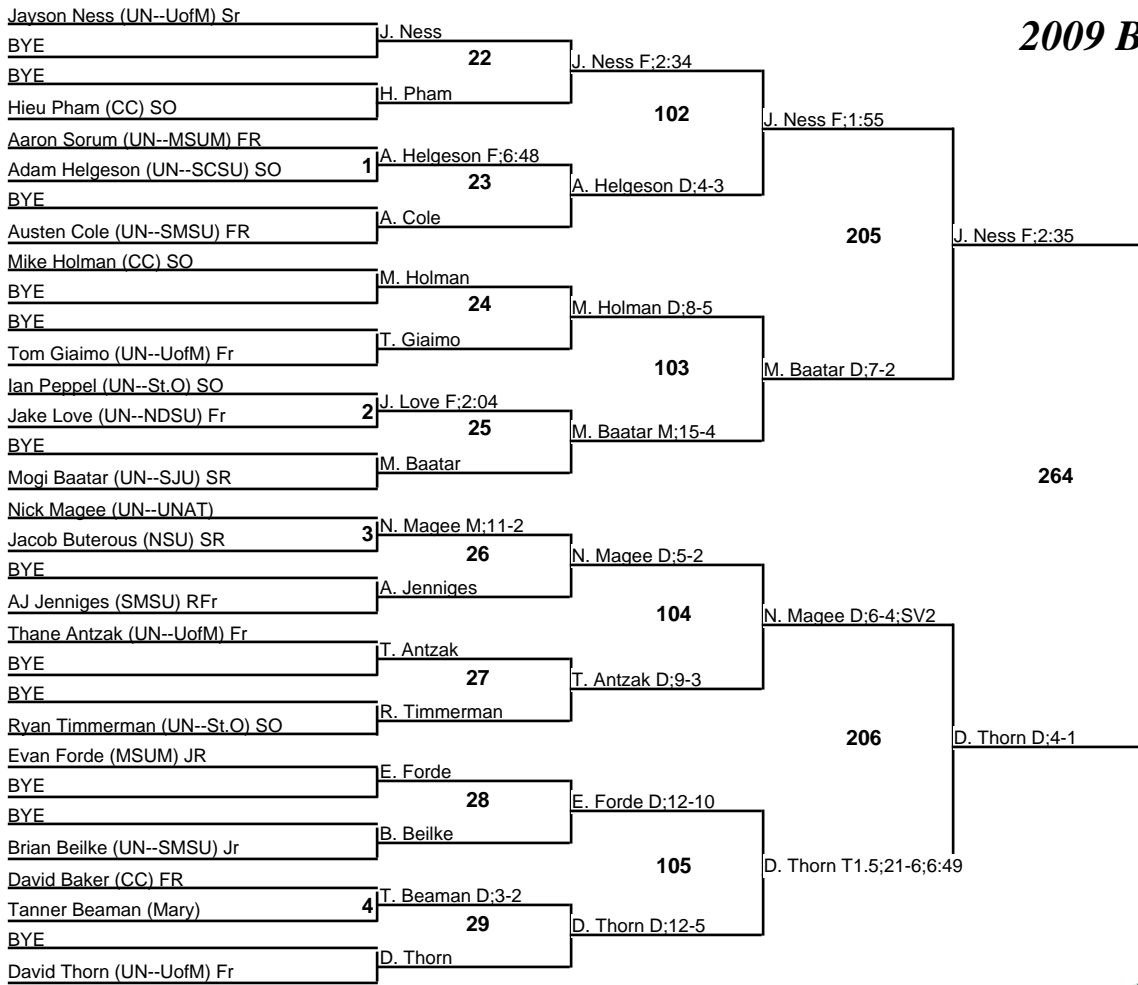 Jayson Ness (UN--UofM) Sr
BYE
BYE
Hieu Pham (CC) SO
Aaron Sorum (UN--MSUM) FR
Adam Helgeson (UN--SCSU) SO
BYE
Austen Cole (UN--SMSU) FR
Mike Holman (CC) SO
BYE
BYE
Tom Giaimo (UN--UofM) Fr
Ian Peppel (UN--St.O) SO
Jake Love (UN--NDSU) Fr
BYE
Mogi Baatar (UN--SJU) SR
Nick Magee (UN--UNAT)
Jacob Buterous (NSU) SR
BYE
AJ Jenniges (SMSU) RFr
Thane Antzak (UN--UofM) Fr
BYE
BYE
Ryan Timmerman (UN--St.O) SO
Evan Forde (MSUM) JR
BYE
BYE
Brian Beilke (UN--SMSU) Jr
David Baker (CC) FR
Tanner Beaman (Mary)
BYE
David Thorn (UN--UofM) Fr
1
2
3
4
J. Ness
22
H. Pham
A. Helgeson F;6:48
23
A. Cole
M. Holman
24
T. Giaimo
J. Love F;2:04
25
M. Baatar
N. Magee M;11-2
26
A. Jenniges
T. Antzak
27
R. Timmerman
E. Forde
28
B. Beilke
T. Beaman D;3-2
29
D. Thorn
J. Ness F;2:34
102
A. Helgeson D;4-3
M. Holman D;8-5
103
M. Baatar M;15-4
N. Magee D;5-2
104
T. Antzak D;9-3
E. Forde D;12-10
105
D. Thorn D;12-5
J. Ness F;1:55
205
M. Baatar D;7-2
N. Magee D;6-4;SV2
206
D. Thorn T1.5;21-6;6:49
J. Ness F;2:35
264
D. Thorn D;4-1
2009 B